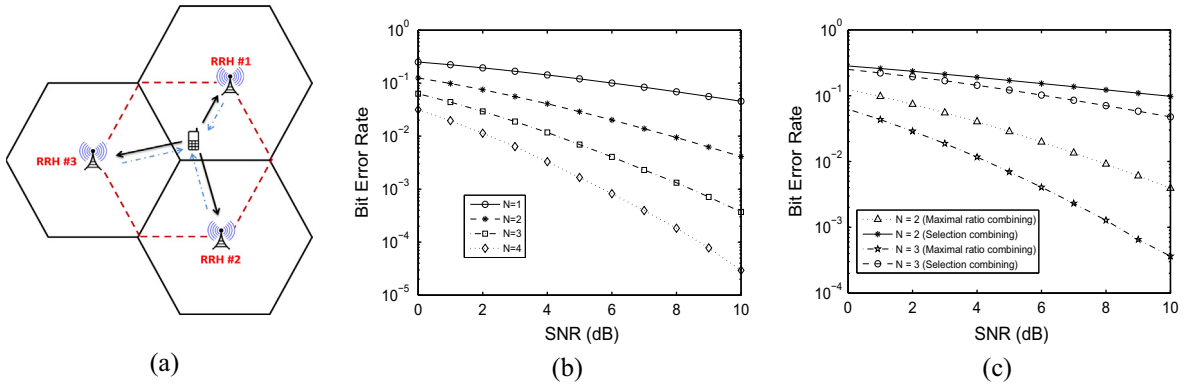 RRH #1
RRH #3
RRH #2
(a)
Bit Error Rate
10^0
10^-1
10^-2
10^-3
10^-4
10^-5
0 2 4 6 8 10
SNR (dB)
N=1
N=2
N=3
N=4
(b)
Bit Error Rate
10^0
10^-1
10^-2
10^-3
10^-4
0 2 4 6 8 10
SNR (dB)
N = 2 (Maximal ratio combining)
N = 2 (Selection combining)
N = 3 (Maximal ratio combining)
N = 3 (Selection combining)
(c)